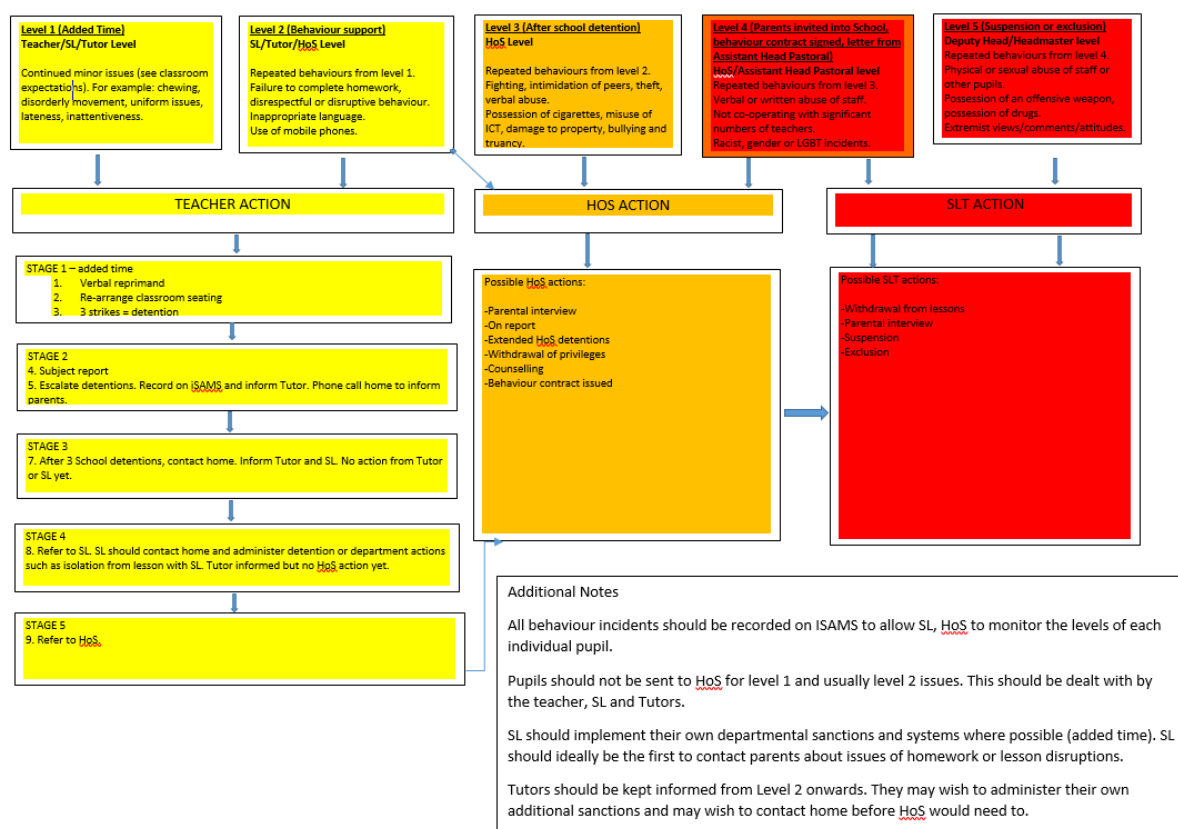 Level 1 (Added Time)
Teacher/SL/Tutor Level
Continued minor issues (see classroom
expectations). For example: chewing,
disorderly movement, uniform issues,
lateness, inattentiveness.
Level 2 (Behaviour support)
SL/Tutor/HoS Level
Repeated behaviours from level 1.
Failure to complete homework,
disrespectful or disruptive behaviour.
Inappropriate language.
Use of mobile phones.
Level 3 (After school detention)
HoS Level
Repeated behaviours from level 2.
Fighting, intimidation of peers, theft,
verbal abuse.
Possession of cigarettes, misuse of
ICT, damage to property, bullying and
truancy.
Level 4 (Parents invited into School,
behaviour contract signed, letter from
Assistant Head Pastoral)
HoS/Assistant Head Pastoral level
Repeated behaviours from level 3.
Verbal or written abuse of staff.
Not co-operating with significant
numbers of teachers.
Racist, gender or LGBT incidents.
Level 5 (Suspension or exclusion)
Deputy Head/Headmaster level
Repeated behaviours from level 4.
Physical or sexual abuse of staff or
other pupils.
Possession of an offensive weapon,
possession of drugs.
Extremist views/comments/attitudes.
TEACHER ACTION
HOS ACTION
SLT ACTION
STAGE 1 – added time
1. Verbal reprimand
2. Re-arrange classroom seating
3. 3 strikes = detention
STAGE 2
4. Subject report
5. Escalate detentions. Record on iSAMS and inform Tutor. Phone call home to inform
parents.
STAGE 3
7. After 3 School detentions, contact home. Inform Tutor and SL. No action from Tutor
or SL yet.
STAGE 4
8. Refer to SL. SL should contact home and administer detention or department actions
such as isolation from lesson with SL. Tutor informed but no HoS action yet.
STAGE 5
9. Refer to HoS.
Possible HoS actions:
-Parental interview
-On report
-Extended HoS detentions
-Withdrawal of privileges
-Counselling
-Behaviour contract issued
Possible SLT actions:
-Withdrawal from lessons
-Parental interview
-Suspension
-Exclusion
Additional Notes
All behaviour incidents should be recorded on ISAMS to allow SL, HoS to monitor the levels of each
individual pupil.
Pupils should not be sent to HoS for level 1 and usually level 2 issues. This should be dealt with by
the teacher, SL and Tutors.
SL should implement their own departmental sanctions and systems where possible (added time). SL
should ideally be the first to contact parents about issues of homework or lesson disruptions.
Tutors should be kept informed from Level 2 onwards. They may wish to administer their own
additional sanctions and may wish to contact home before HoS would need to.